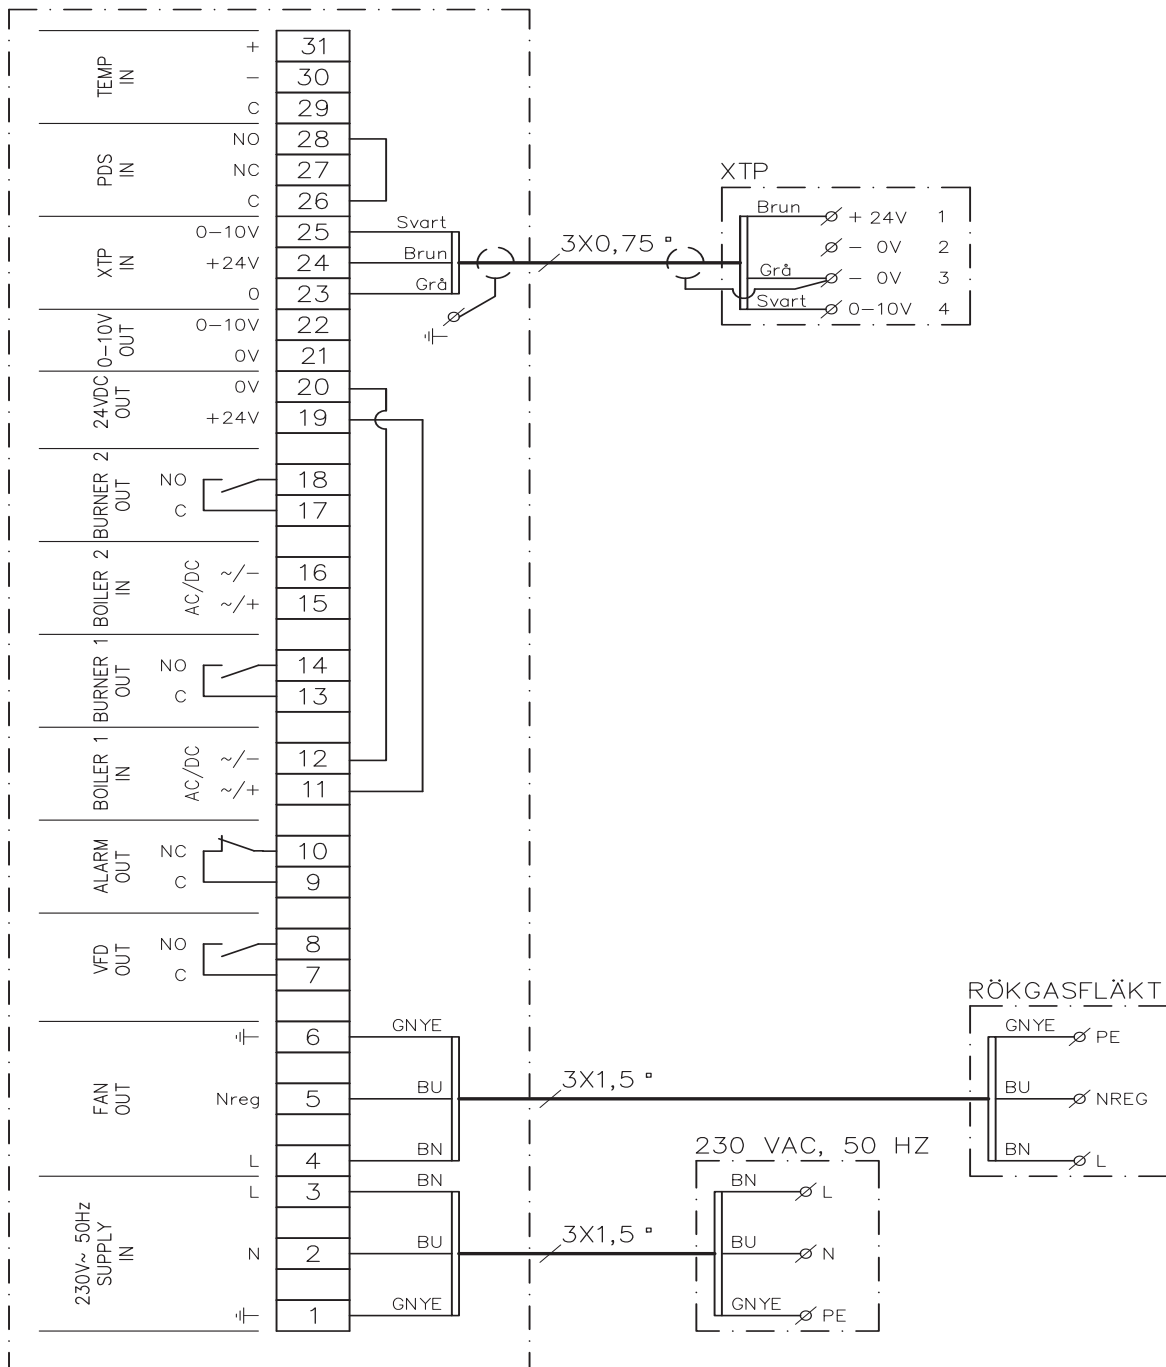 TEMP
IN
+ 31
- 30
C 29
PDS
IN
NO 28
NC 27
C 26
XTP
IN
0-10V 25 Svart
+24V 24 Brun
0 23 Grå
3X0,75
XTP
Brun + 24V 1
- 0V 2
Grå - 0V 3
Svart 0-10V 4
0-10V
OUT
0-10V 22
0V 21
24VDC
OUT
0V 20
+24V 19
BURNER 2
OUT
NO 18
C 17
BOILER 2
IN
AC/DC
~/- 16
~/+ 15
BURNER 1
OUT
NO 14
C 13
BOILER 1
IN
AC/DC
~/- 12
~/+ 11
ALARM
OUT
NC 10
C 9
VFD
OUT
NO 8
C 7
FAN
OUT
6 GNYE
Nreg 5 BU
L 4 BN
3X1,5
RÖKGASFLÄKT
GNYE PE
BU NREG
BN L
230V~ 50Hz
SUPPLY
IN
L 3 BN
N 2 BU
1 GNYE
3X1,5
230 VAC, 50 HZ
BN L
BU N
GNYE PE